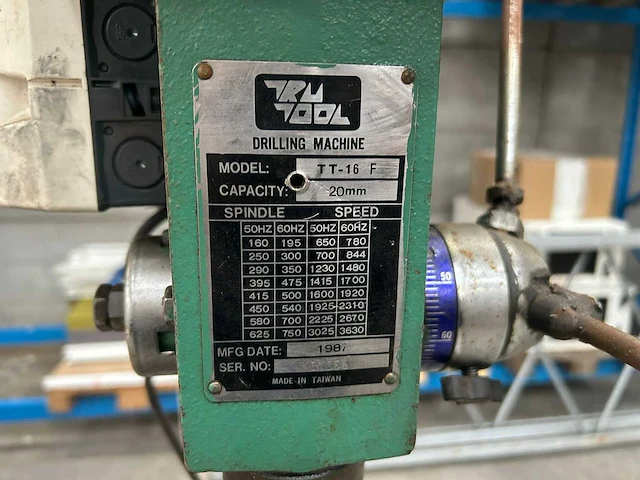 TRU
TOOL
DRILLING MACHINE
MODEL: TT-16 F
CAPACITY: 20mm
SPINDLE SPEED
50HZ 60HZ 50HZ 60HZ
160 195 650 780
250 300 700 844
290 350 1230 1480
395 475 1415 1700
415 500 1600 1920
450 540 1925 2310
580 700 2225 2670
625 750 3025 3630
MFG DATE: 1987
SER. NO:
MADE IN TAIWAN
50
60